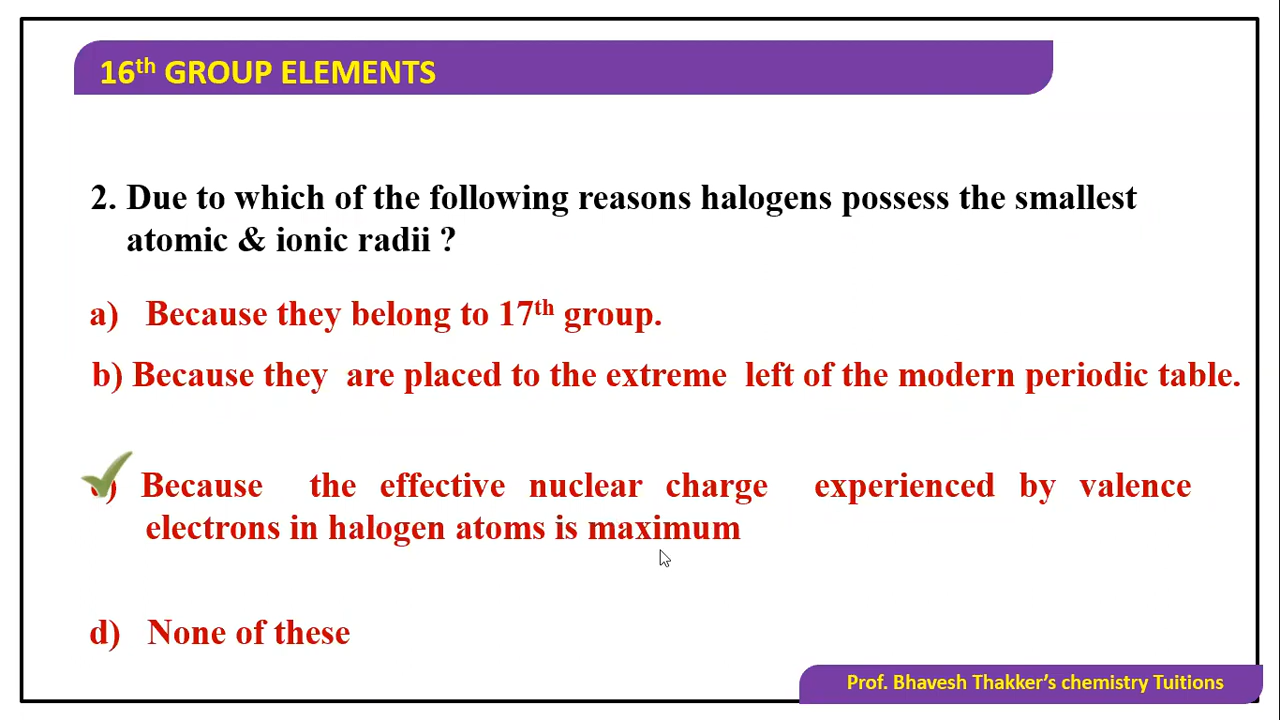 16th GROUP ELEMENTS
2. Due to which of the following reasons halogens possess the smallest
atomic & ionic radii ?
a) Because they belong to 17th group.
b) Because they are placed to the extreme left of the modern periodic table.
Because the effective nuclear charge experienced by valence
electrons in halogen atoms is maximum
d) None of these
Prof. Bhavesh Thakker's chemistry Tuitions